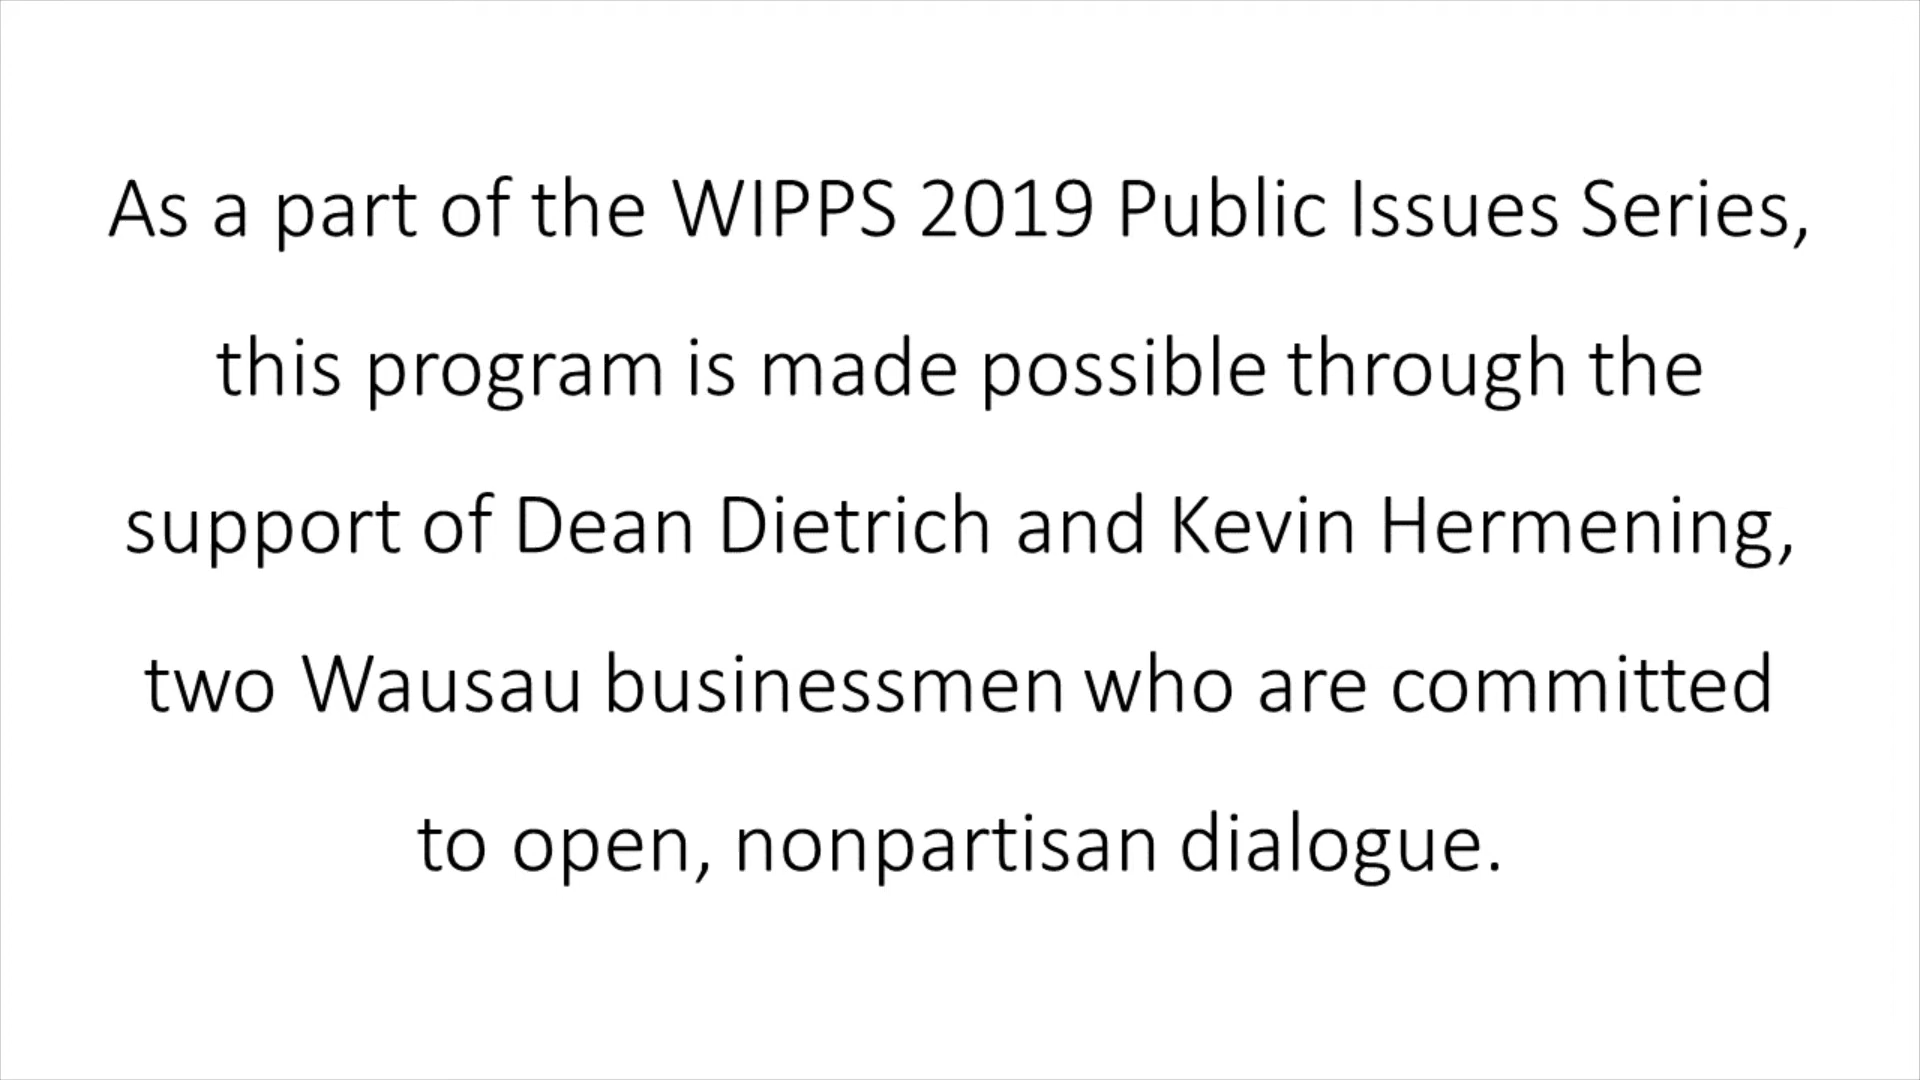 As a part of the WIPPS 2019 Public Issues Series,
this program is made possible through the
support of Dean Dietrich and Kevin Hermening,
two Wausau businessmen who are committed
to open, nonpartisan dialogue.